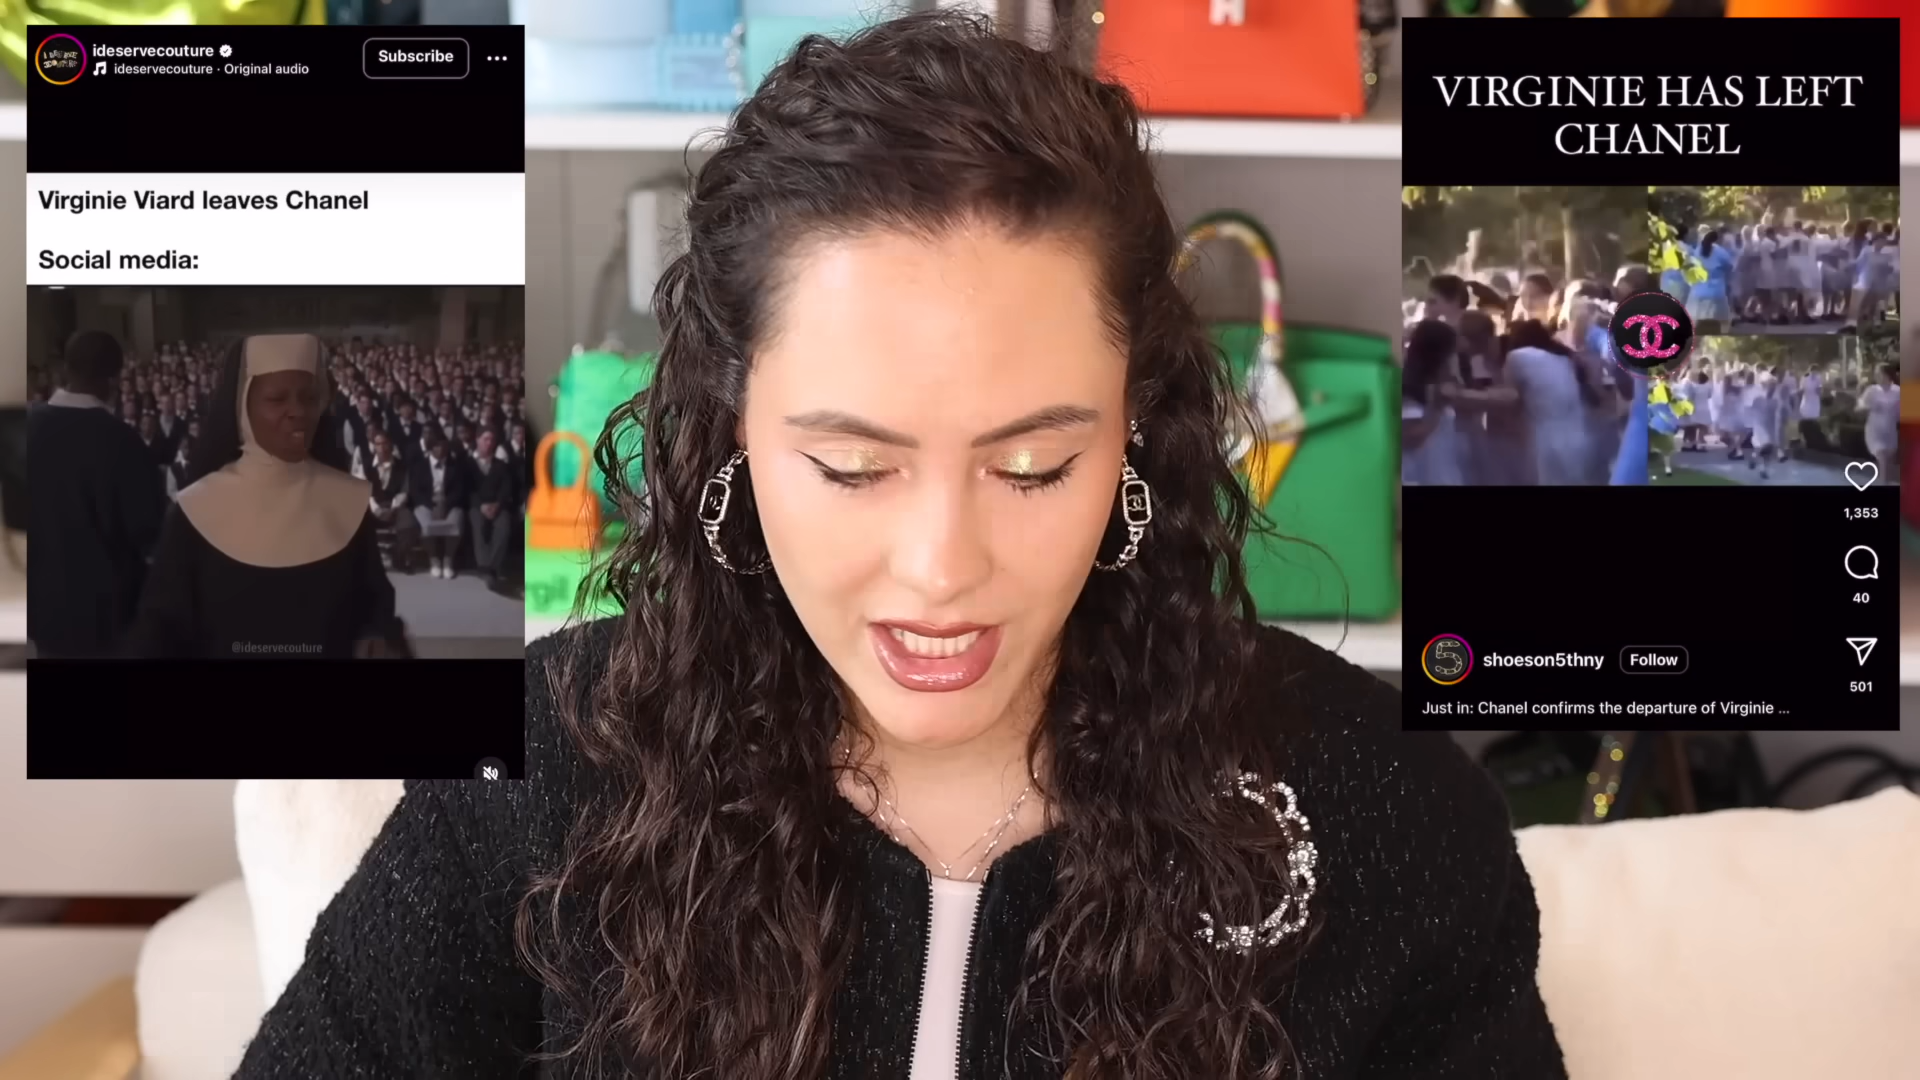 ideservecouture
ideservecouture · Original audio
Subscribe
Virginie Viard leaves Chanel
Social media:
@ideservecouture
VIRGINIE HAS LEFT
CHANEL
1,353
40
501
shoeson5thny
Follow
Just in: Chanel confirms the departure of Virginie ...